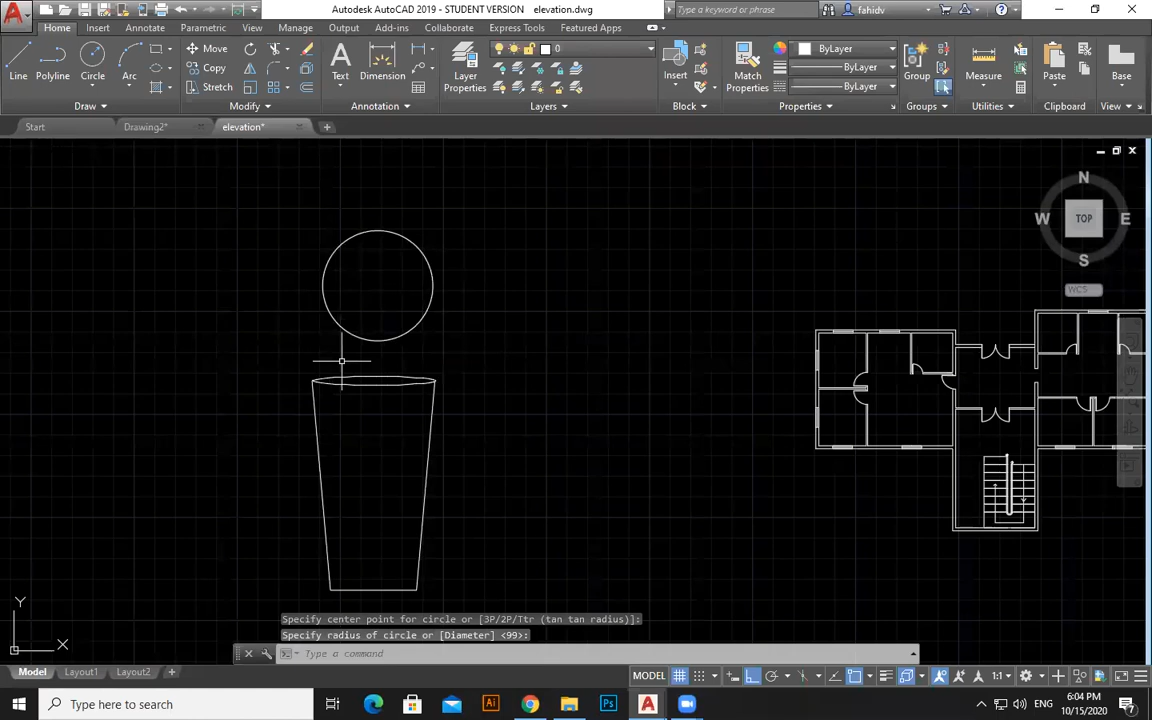 Autodesk AutoCAD 2019 - STUDENT VERSION elevation.dwg
Type a keyword or phrase
fahidv
Home Insert Annotate Parametric View Manage Output Add-ins Collaborate Express Tools Featured Apps
Line Polyline Circle Arc
Move Copy Stretch
Text Dimension
Layer Properties
0
Insert
Match Properties
ByLayer
ByLayer
ByLayer
Group
Measure
Paste
Base
Draw Modify Annotation Layers Block Properties Groups Utilities Clipboard View
Start Drawing2* elevation*
N
W TOP E
S
WCS
Y
X
Specify center point for circle or [3P/2P/Ttr (tan tan radius)]:
Specify radius of circle or [Diameter] <99>:
Type a command
Model Layout1 Layout2 MODEL 1:1
Type here to search
Ai Ps
ENG
6:04 PM
10/15/2020
7